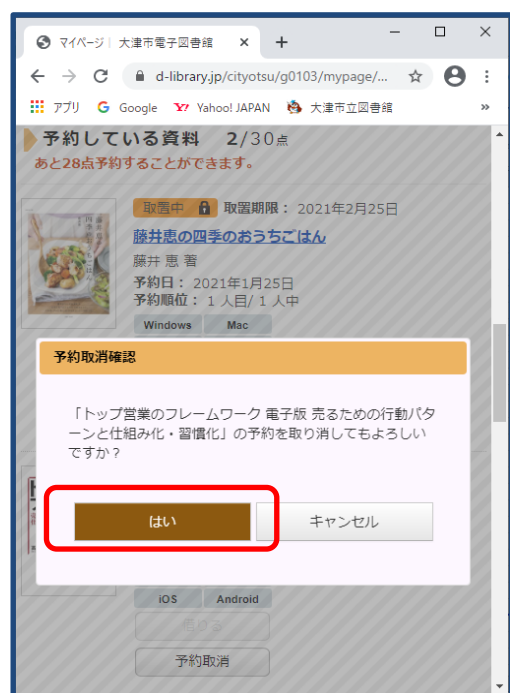 マイページ | 大津市電子図書館
d-library.jp/cityotsu/g0103/mypage/...
アプリ Google Yahoo! JAPAN 大津市立図書館 »
予約している資料 2/30点
あと28点予約することができます。
取置中 取置期限： 2021年2月25日
藤井恵の四季のおうちごはん
藤井 恵 著
予約日： 2021年1月25日
予約順位： 1 人目/ 1 人中
Windows Mac
予約取消確認
「トップ営業のフレームワーク 電子版 売るための行動パタ
ーンと仕組み化・習慣化」の予約を取り消してもよろしい
ですか？
はい キャンセル
iOS Android
借りる
予約取消